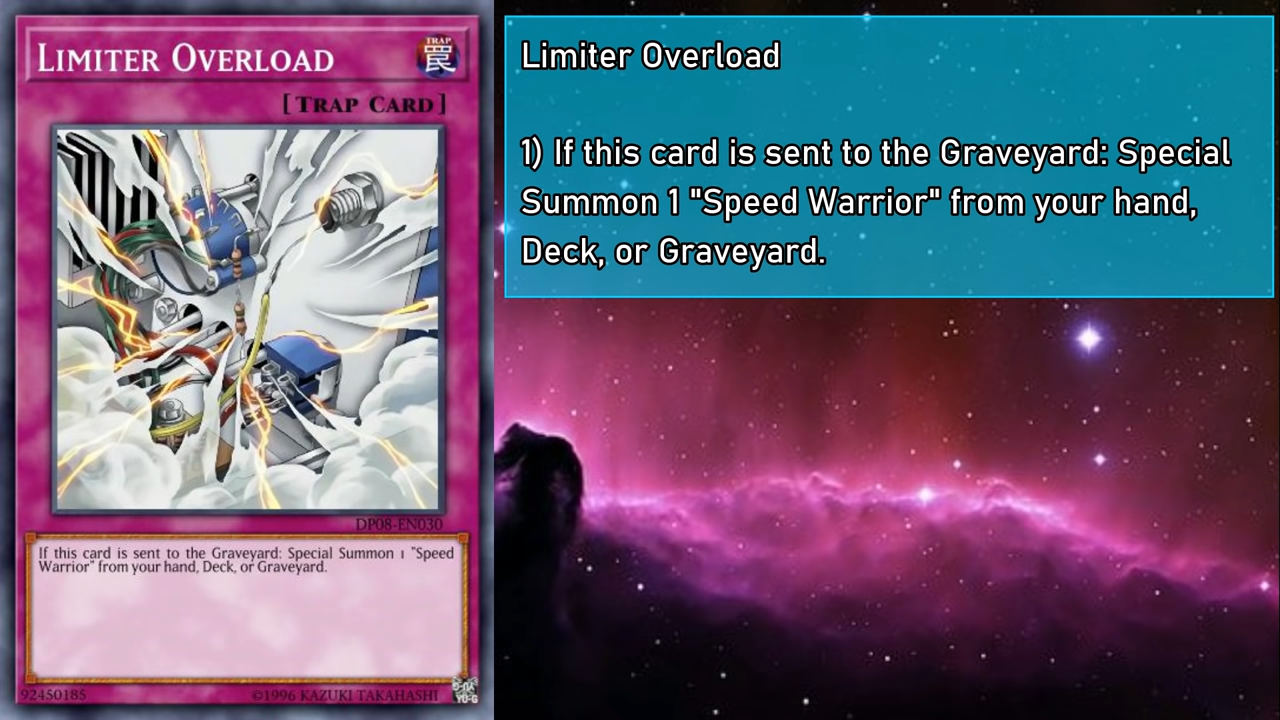 LIMITER OVERLOAD
TRAP
罠
[TRAP CARD]
DP08-EN030
If this card is sent to the Graveyard: Special Summon 1 "Speed
Warrior" from your hand, Deck, or Graveyard.
92450185
©1996 KAZUKI TAKAHASHI
Limiter Overload
1) If this card is sent to the Graveyard: Special
Summon 1 "Speed Warrior" from your hand,
Deck, or Graveyard.